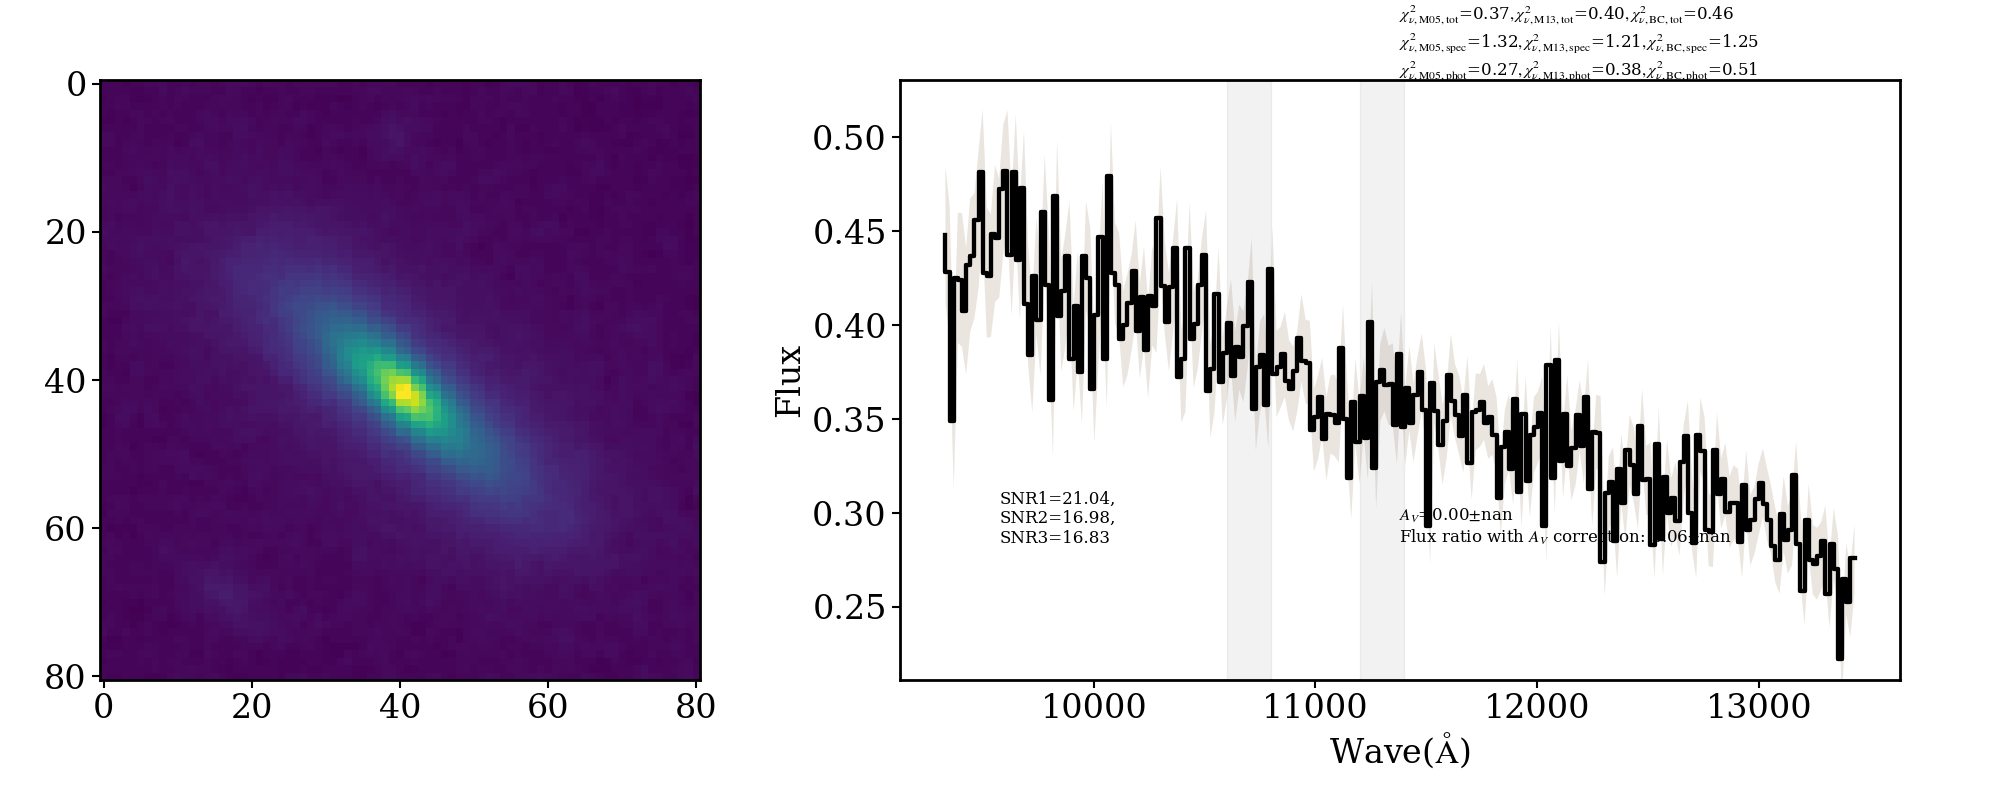 χ²ν,M05,tot=0.37,χ²ν,M13,tot=0.40,χ²ν,BC,tot=0.46
χ²ν,M05,spec=1.32,χ²ν,M13,spec=1.21,χ²ν,BC,spec=1.25
χ²ν,M05,phot=0.27,χ²ν,M13,phot=0.38,χ²ν,BC,phot=0.51
0
20
40
60
80
0
20
40
60
80
Flux
0.50
0.45
0.40
0.35
0.30
0.25
SNR1=21.04,
SNR2=16.98,
SNR3=16.83
A_V=0.00±nan
Flux ratio with A_V correction:
10000
11000
12000
13000
Wave(Å)